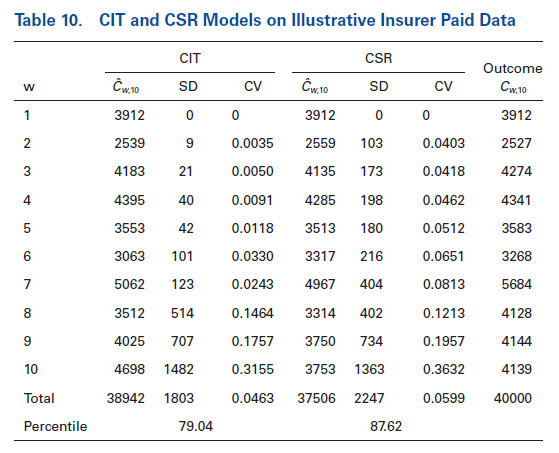 Table 10. CIT and CSR Models on Illustrative Insurer Paid Data
CIT CSR Outcome
w Ĉw,10 SD CV Ĉw,10 SD CV Cw,10
1 3912 0 0 3912 0 0 3912
2 2539 9 0.0035 2559 103 0.0403 2527
3 4183 21 0.0050 4135 173 0.0418 4274
4 4395 40 0.0091 4285 198 0.0462 4341
5 3553 42 0.0118 3513 180 0.0512 3583
6 3063 101 0.0330 3317 216 0.0651 3268
7 5062 123 0.0243 4967 404 0.0813 5684
8 3512 514 0.1464 3314 402 0.1213 4128
9 4025 707 0.1757 3750 734 0.1957 4144
10 4698 1482 0.3155 3753 1363 0.3632 4139
Total 38942 1803 0.0463 37506 2247 0.0599 40000
Percentile 79.04 87.62